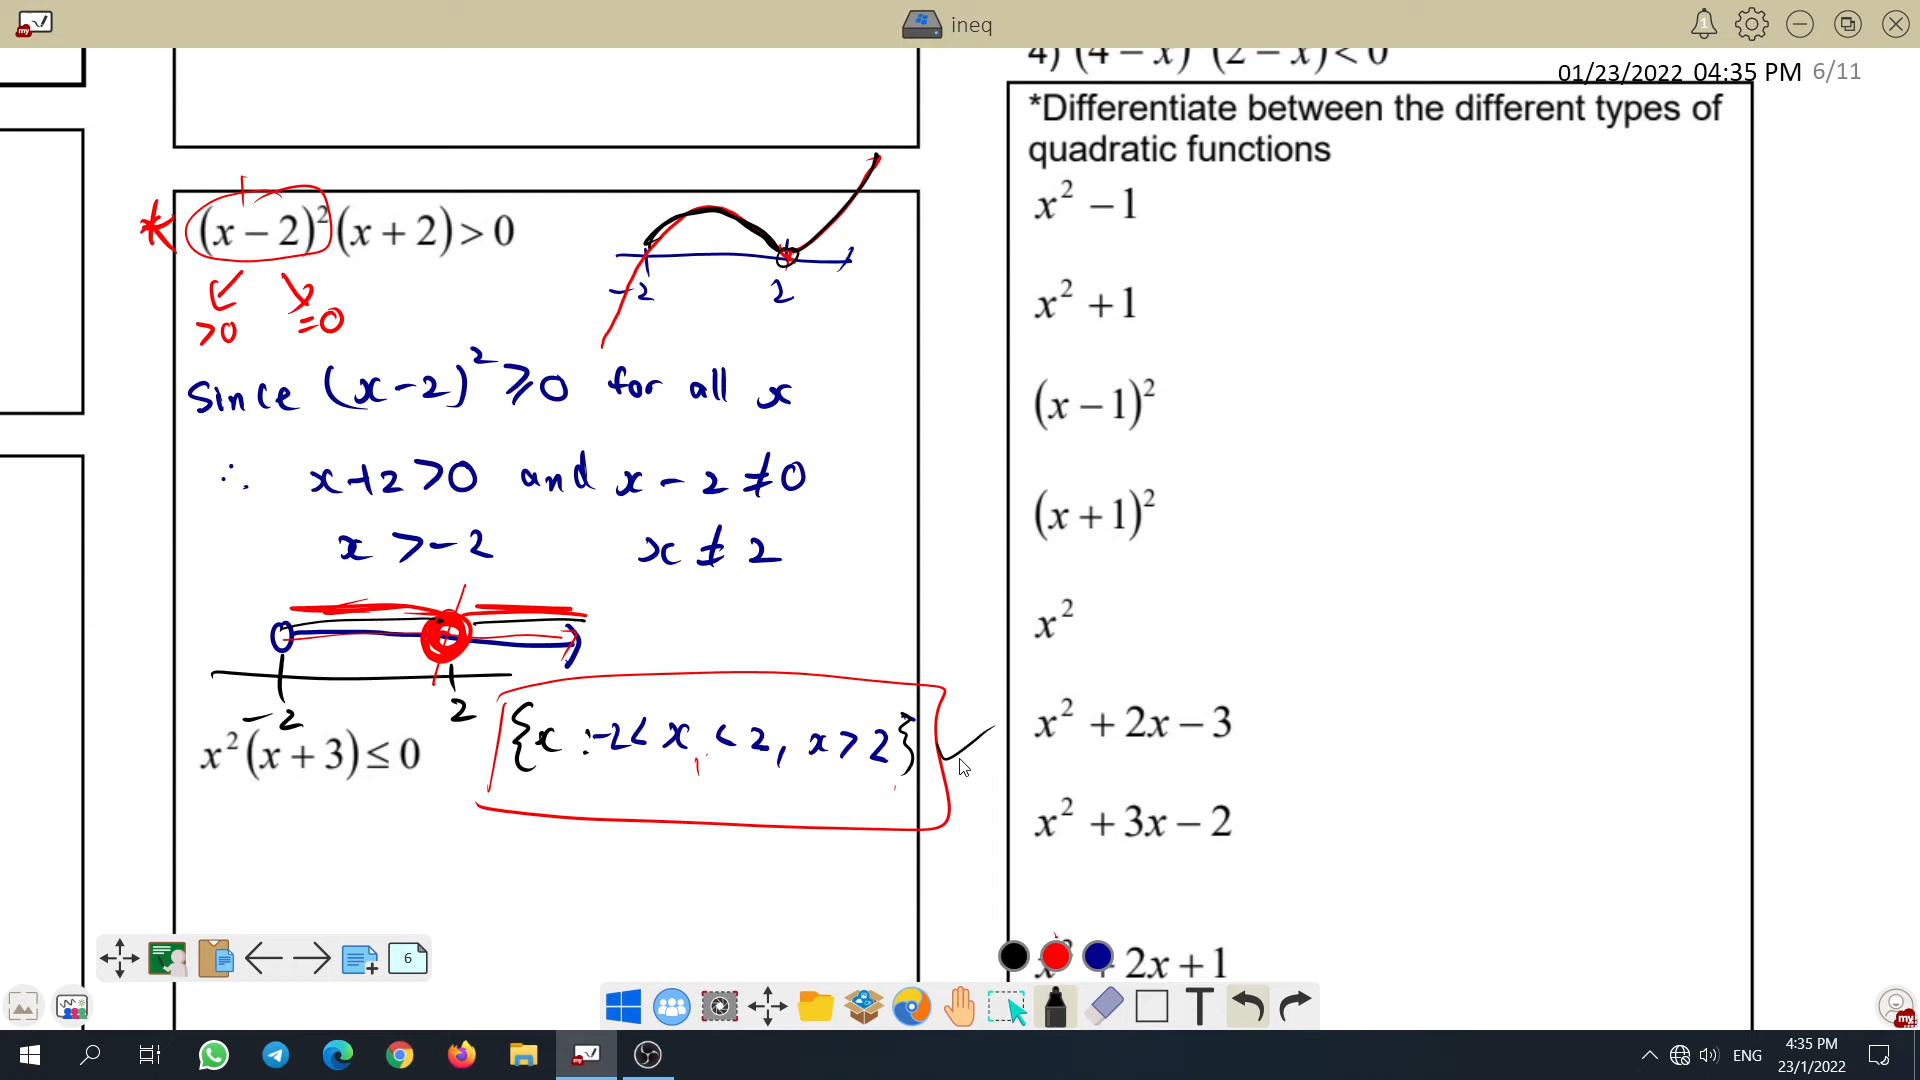 ineq
4) (4 − x) (2 − x) < 0
01/23/2022 04:35 PM 6/11
*Differentiate between the different types of
quadratic functions
x² − 1
x² + 1
(x − 1)²
(x + 1)²
x²
x² + 2x − 3
x² + 3x − 2
2x + 1
* (x − 2)²(x + 2) > 0
>0 =0
−2 2
Since (x−2)² ⩾0 for all x
∴ x+2 >0 and x − 2 ≠0
x >−2 x ≠ 2
−2 2
{x : −2< x < 2, x > 2}
x²(x + 3) ≤ 0
6
T
ENG
4:35 PM
23/1/2022